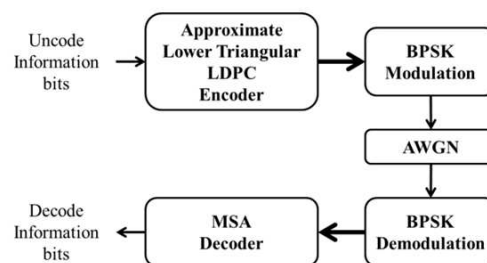 Uncode
Information
bits
Approximate
Lower Triangular
LDPC
Encoder
BPSK
Modulation
AWGN
BPSK
Demodulation
MSA
Decoder
Decode
Information
bits